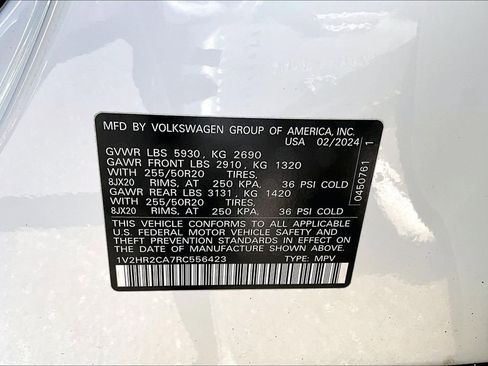 MFD BY VOLKSWAGEN GROUP OF AMERICA, INC.
USA 02/2024
GVWR LBS 5930, KG 2690
GAWR FRONT LBS 2910, KG 1320
WITH 255/50R20 TIRES,
8JX20 RIMS, AT 250 KPA, 36 PSI COLD
GAWR REAR LBS 3131, KG 1420
WITH 255/50R20 TIRES,
8JX20 RIMS, AT 250 KPA, 36 PSI COLD
THIS VEHICLE CONFORMS TO ALL APPLICABLE
U.S. FEDERAL MOTOR VEHICLE SAFETY AND
THEFT PREVENTION STANDARDS IN EFFECT ON THE
DATE OF MANUFACTURE SHOWN ABOVE.
1V2HR2CA7RC556423 TYPE: MPV
0450761 1